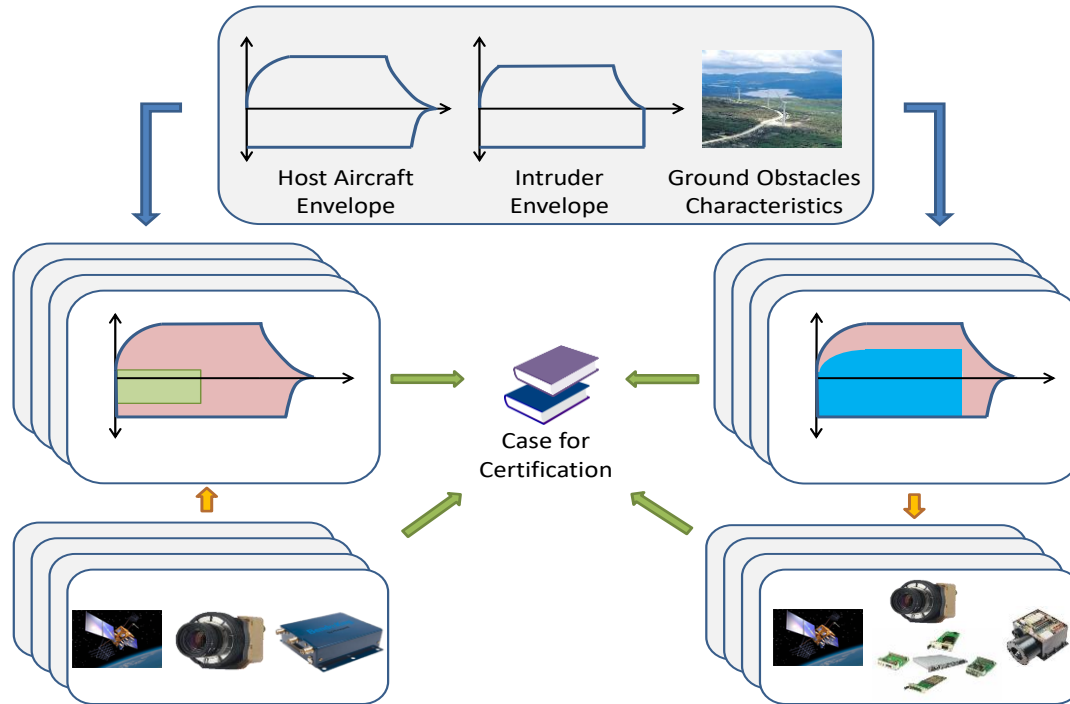 Host Aircraft
Envelope
Intruder
Envelope
Ground Obstacles
Characteristics
Case for
Certification